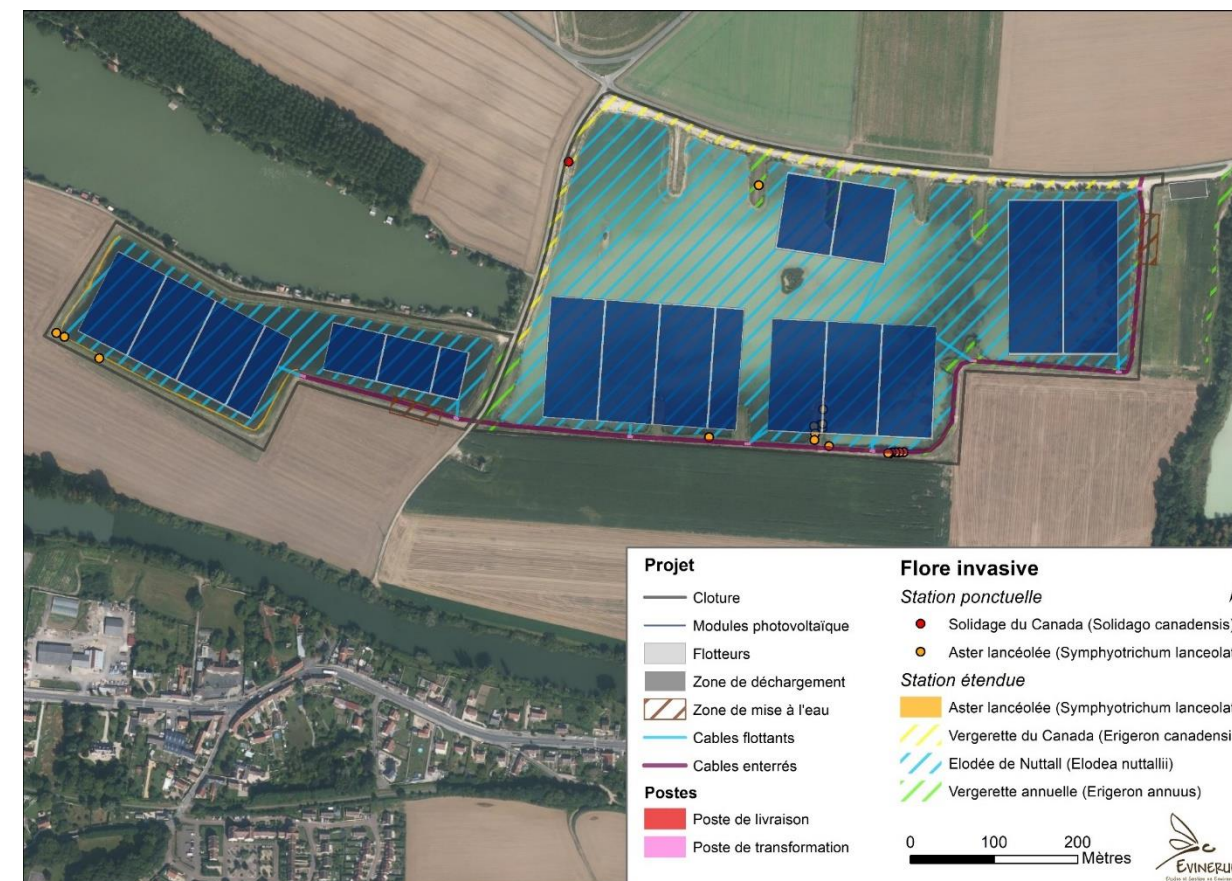 Projet
Cloture
Modules photovoltaïque
Flotteurs
Zone de déchargement
Zone de mise à l'eau
Cables flottants
Cables enterrés
Postes
Poste de livraison
Poste de transformation
Flore invasive
Station ponctuelle
Solidage du Canada (Solidago canadensis)
Aster lancéolée (Symphyotrichum lanceolat
Station étendue
Aster lancéolée (Symphyotrichum lanceolat
Vergerette du Canada (Erigeron canadensi
Elodée de Nuttall (Elodea nuttallii)
Vergerette annuelle (Erigeron annuus)
0 100 200
Mètres
EVINERU